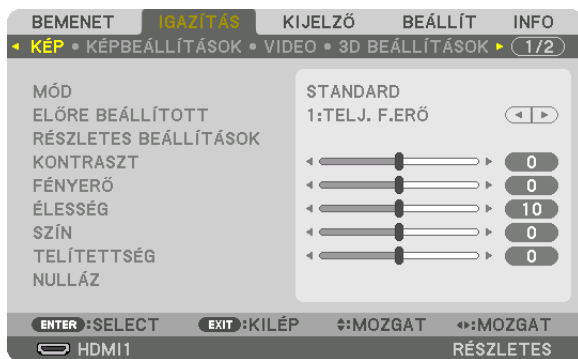 BEMENET IGAZÍTÁS KIJELZŐ BEÁLLÍT INFO
◂ KÉP • KÉPBEÁLLÍTÁSOK • VIDEO • 3D BEÁLLÍTÁSOK ▸ 1/2
MÓD STANDARD
ELŐRE BEÁLLÍTOTT 1:TELJ. F.ERŐ
RÉSZLETES BEÁLLÍTÁSOK
KONTRASZT 0
FÉNYERŐ 0
ÉLESSÉG 10
SZÍN 0
TELÍTETTSÉG 0
NULLÁZ
ENTER:SELECT EXIT:KILÉP :MOZGAT :MOZGAT
HDMI1 RÉSZLETES